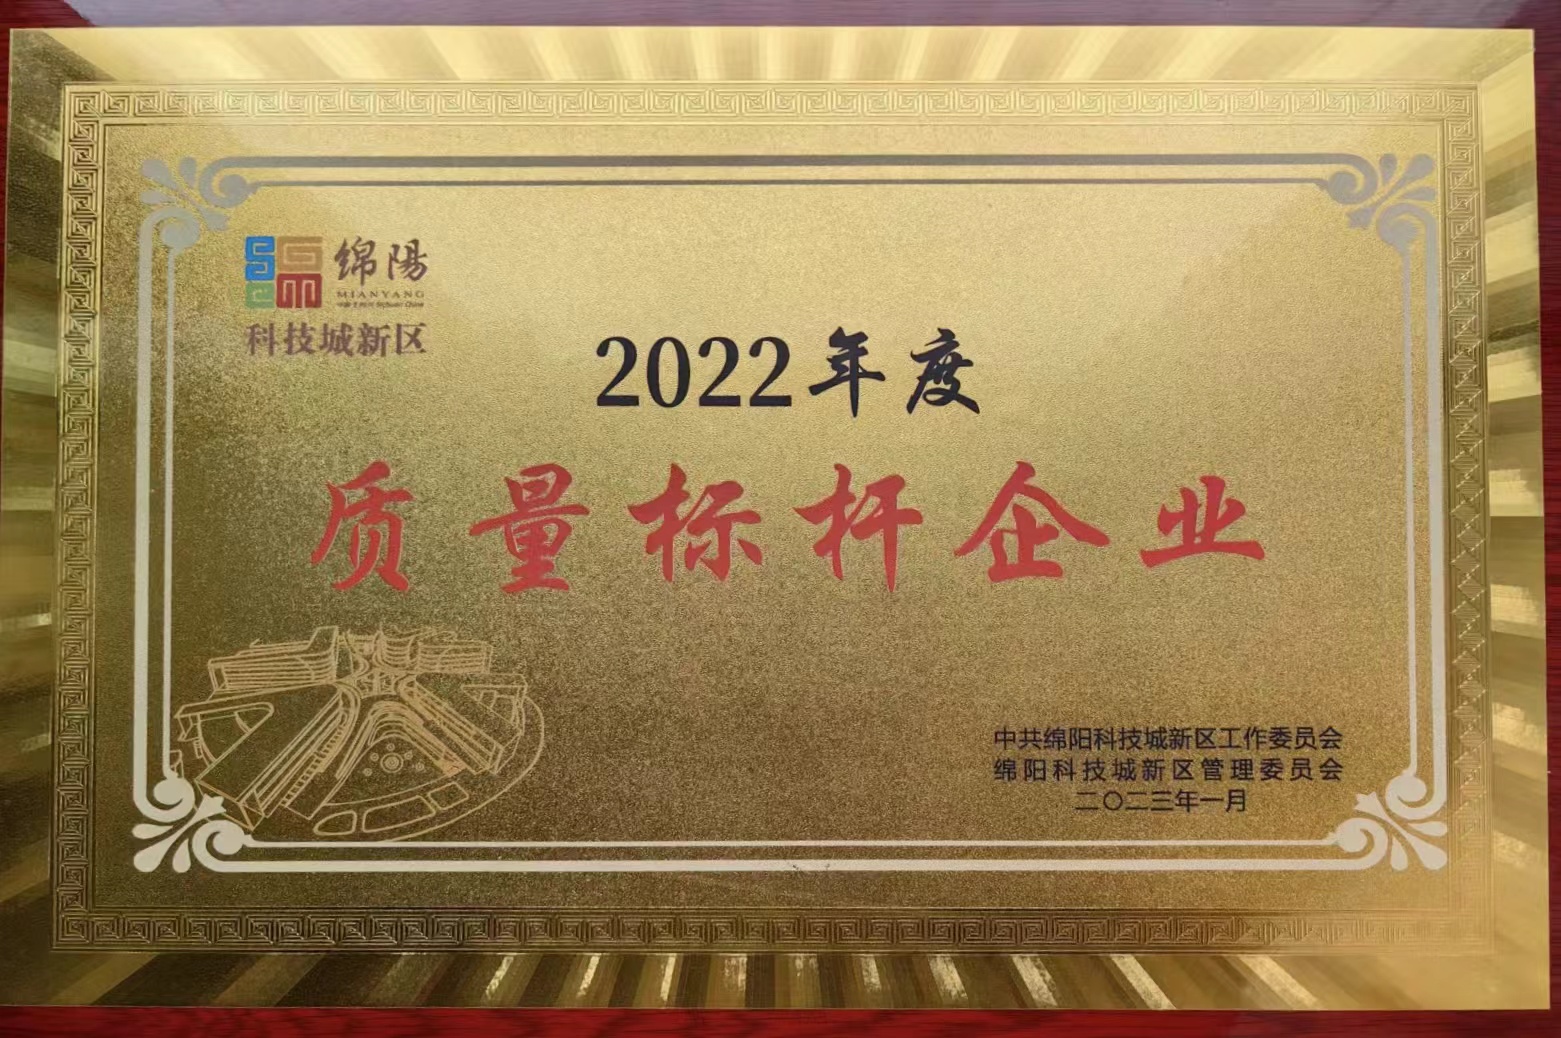 绵陽
MIANYANG
科技城新区
2022年度
质量标杆企业
中共绵阳科技城新区工作委员会
绵阳科技城新区管理委员会
二〇二三年一月